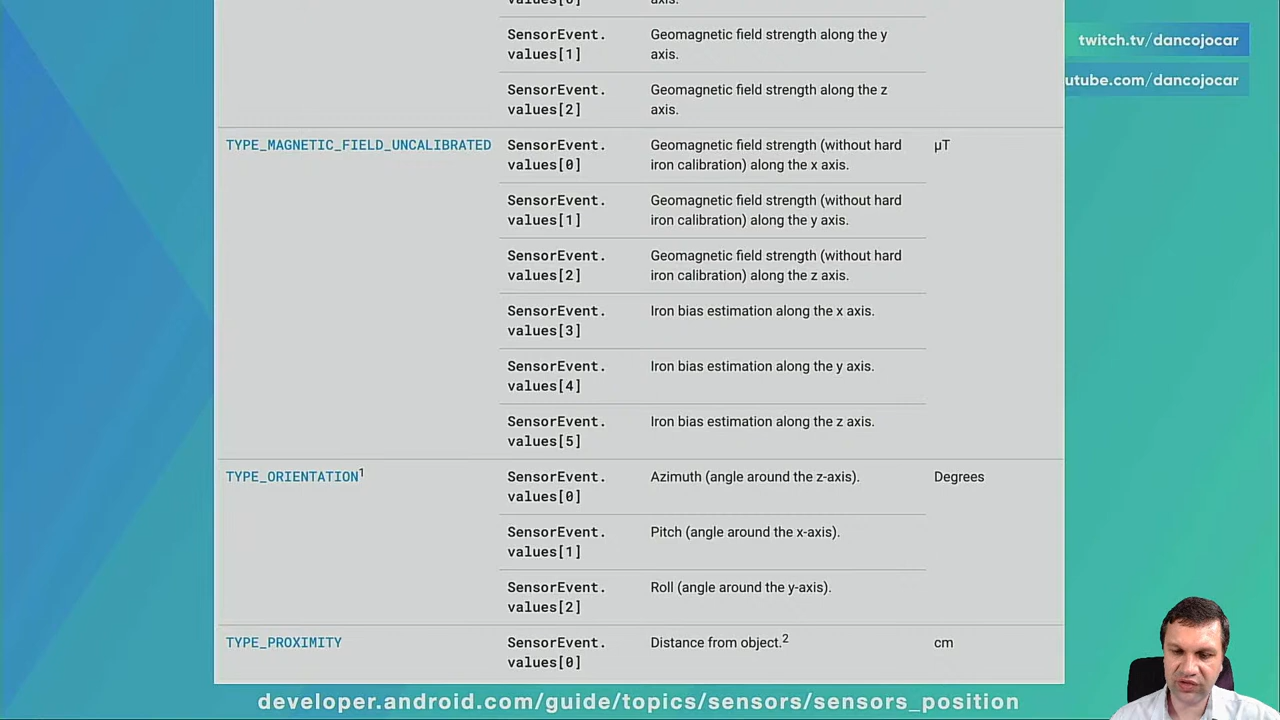 axis.
SensorEvent. Geomagnetic field strength along the y
values[1] axis.
SensorEvent. Geomagnetic field strength along the z
values[2] axis.
TYPE_MAGNETIC_FIELD_UNCALIBRATED SensorEvent. Geomagnetic field strength (without hard μT
values[0] iron calibration) along the x axis.
SensorEvent. Geomagnetic field strength (without hard
values[1] iron calibration) along the y axis.
SensorEvent. Geomagnetic field strength (without hard
values[2] iron calibration) along the z axis.
SensorEvent. Iron bias estimation along the x axis.
values[3]
SensorEvent. Iron bias estimation along the y axis.
values[4]
SensorEvent. Iron bias estimation along the z axis.
values[5]
TYPE_ORIENTATION¹ SensorEvent. Azimuth (angle around the z-axis). Degrees
values[0]
SensorEvent. Pitch (angle around the x-axis).
values[1]
SensorEvent. Roll (angle around the y-axis).
values[2]
TYPE_PROXIMITY SensorEvent. Distance from object.² cm
values[0]
twitch.tv/dancojocar
utube.com/dancojocar
developer.android.com/guide/topics/sensors/sensors_position